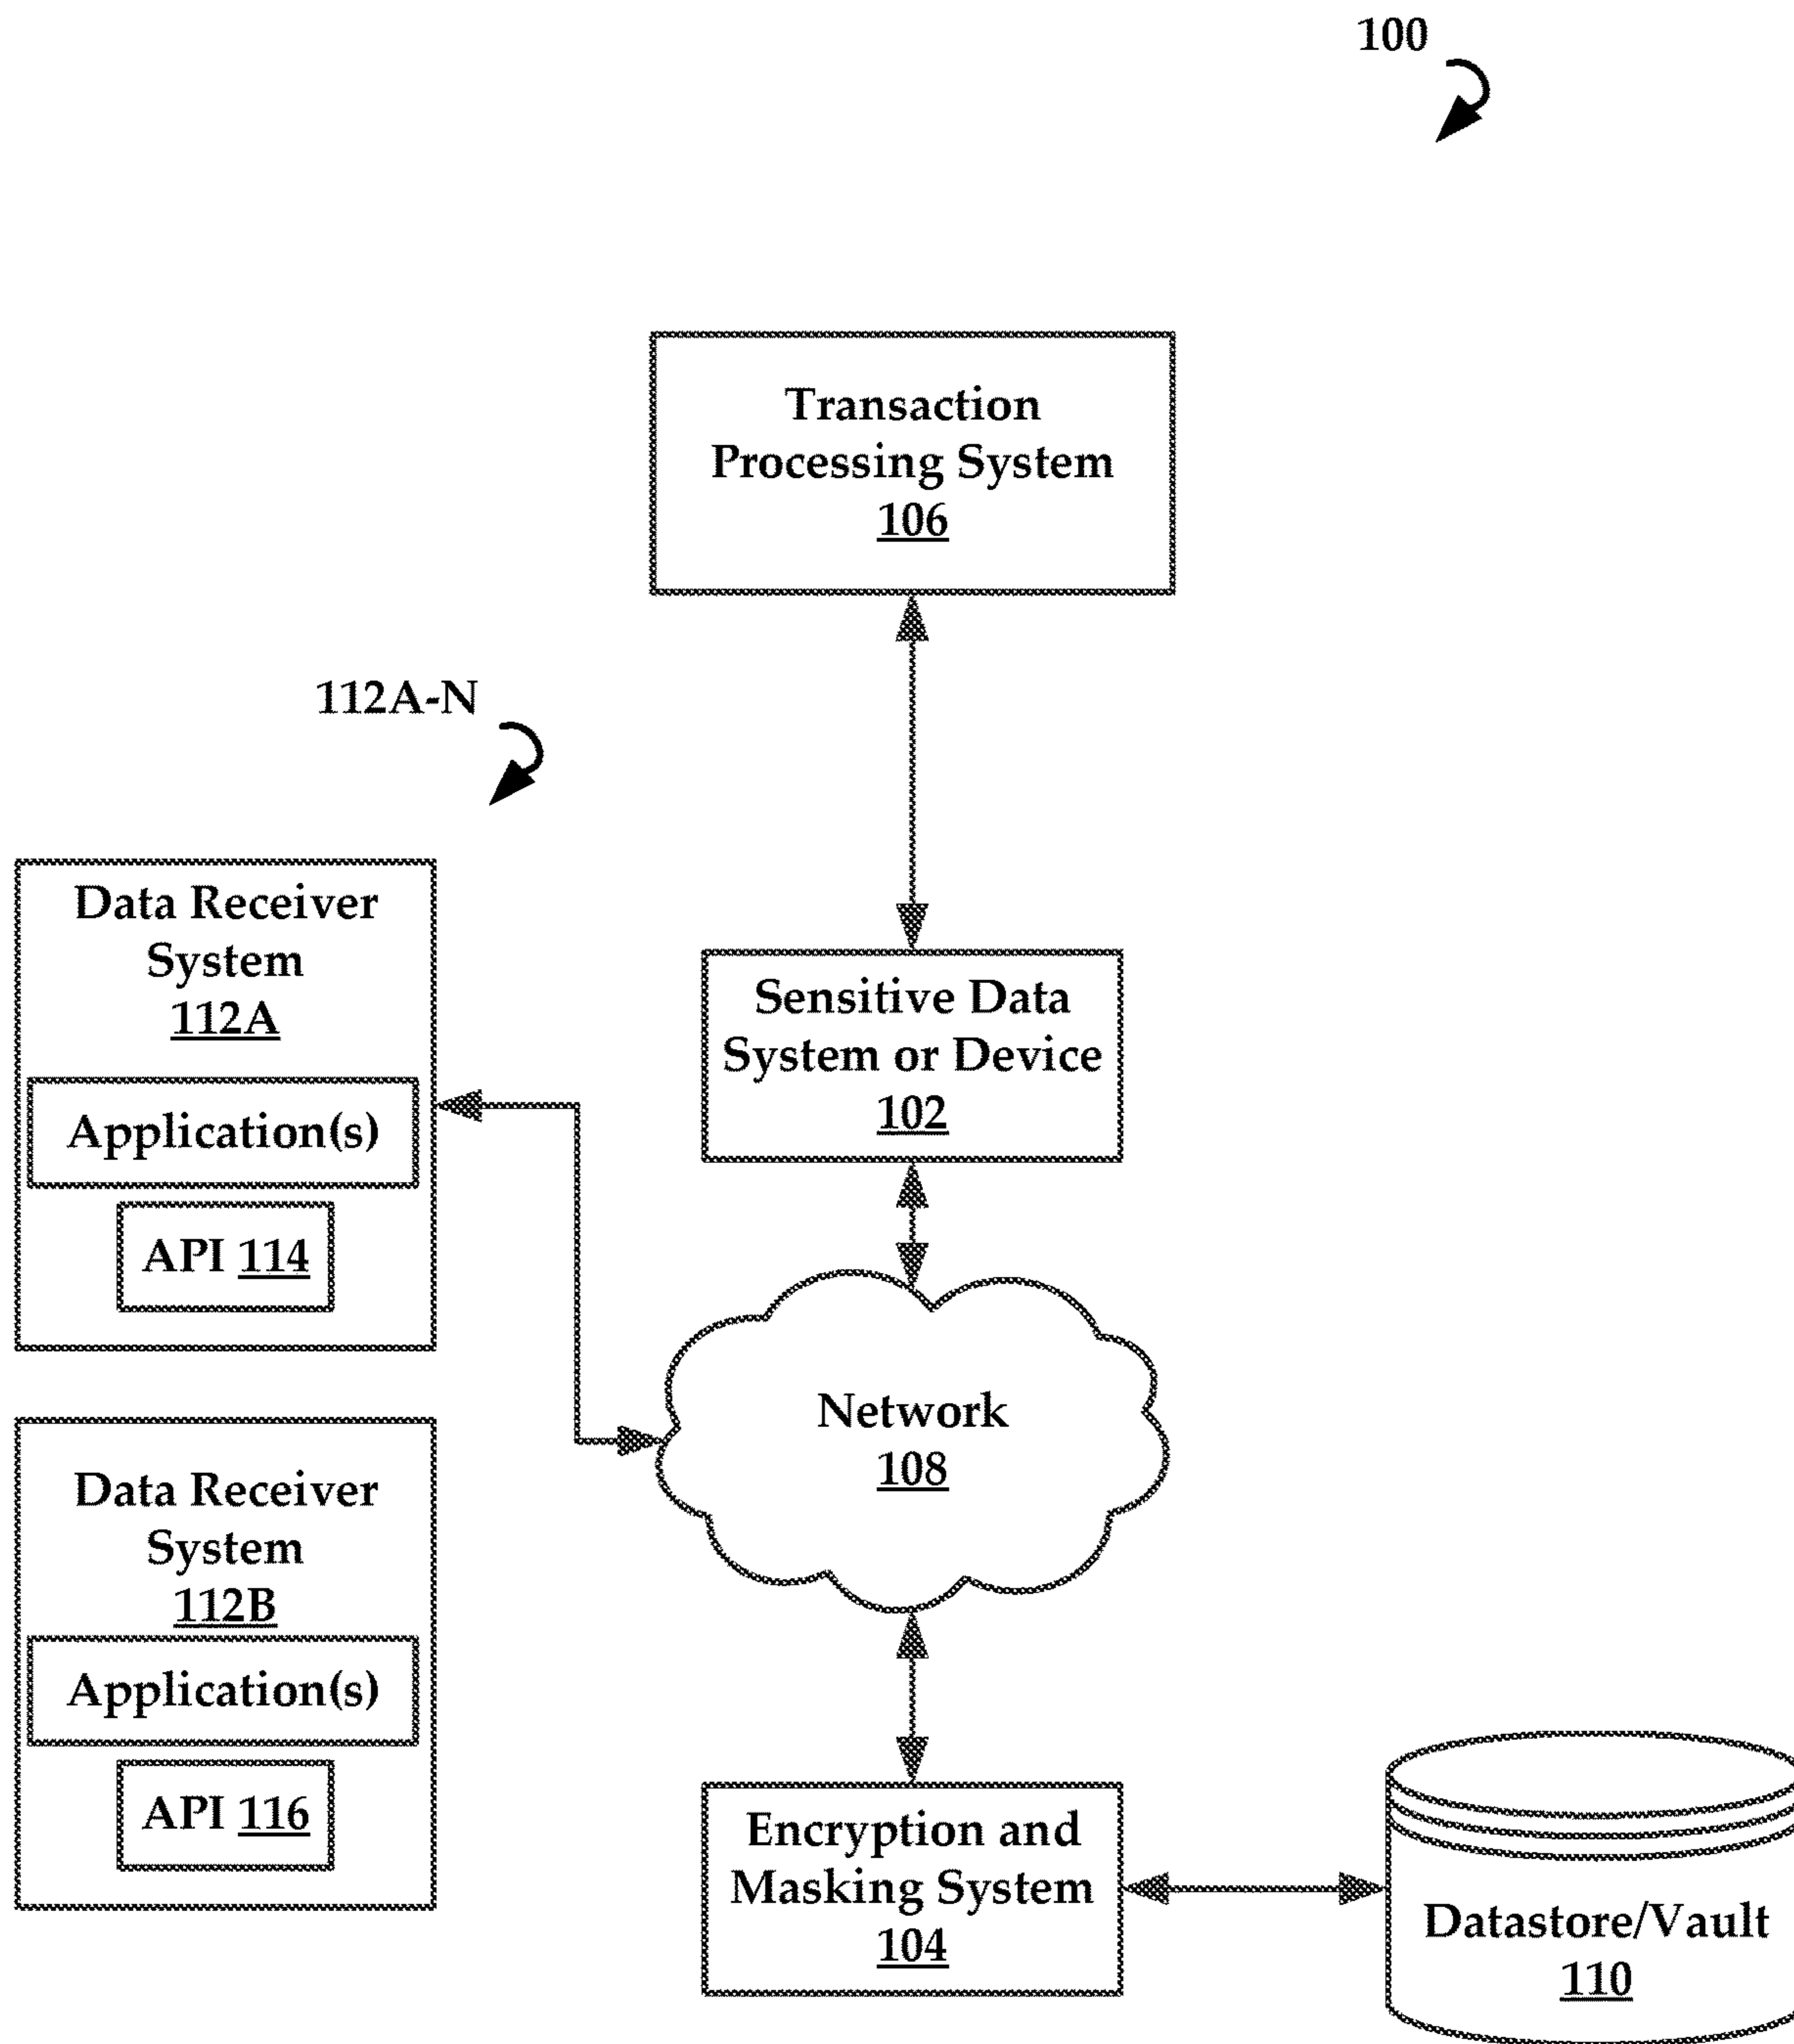 100
Transaction
Processing System
106
112A-N
Data Receiver
System
112A
Application(s)
API 114
Sensitive Data
System or Device
102
Network
108
Data Receiver
System
112B
Application(s)
API 116
Encryption and
Masking System
104
Datastore/Vault
110